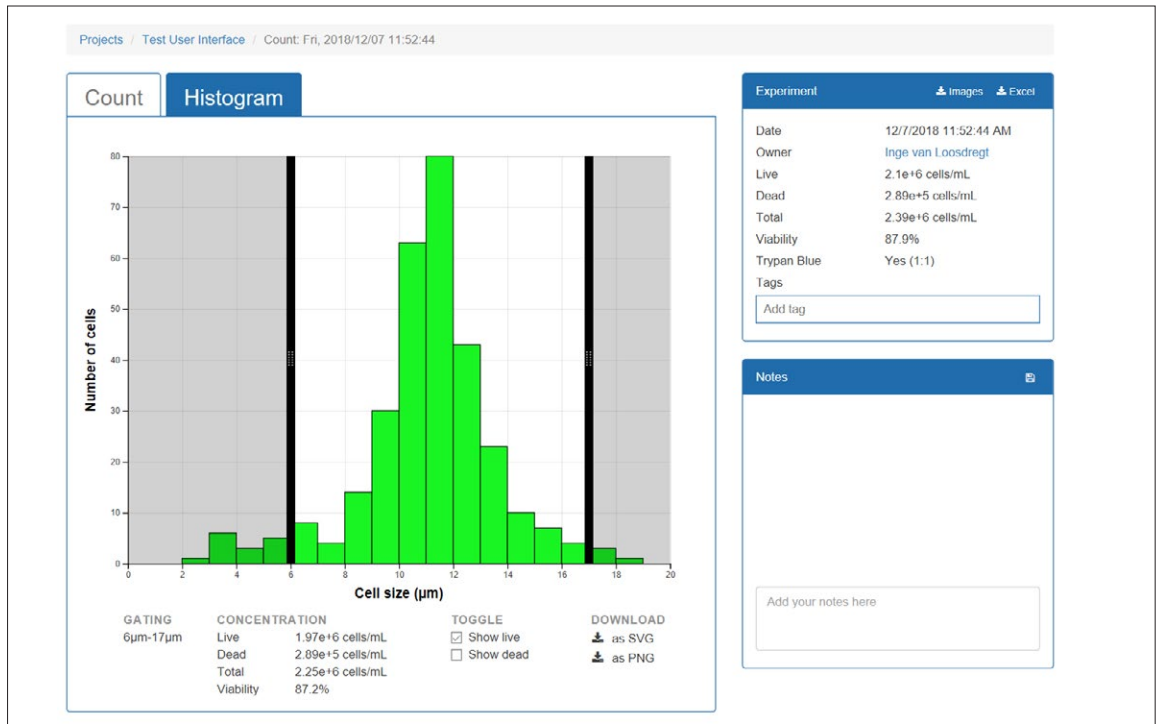 Projects / Test User Interface / Count: Fri, 2018/12/07 11:52:44
Count
Histogram
80
70
60
50
40
30
20
10
0
Number of cells
0 2 4 6 8 10 12 14 16 18 20
Cell size (µm)
GATING
6µm-17µm
CONCENTRATION
Live 1.97e+6 cells/mL
Dead 2.89e+5 cells/mL
Total 2.25e+6 cells/mL
Viability 87.2%
TOGGLE
Show live
Show dead
DOWNLOAD
as SVG
as PNG
Experiment Images Excel
Date 12/7/2018 11:52:44 AM
Owner Inge van Loosdregt
Live 2.1e+6 cells/mL
Dead 2.89e+5 cells/mL
Total 2.39e+6 cells/mL
Viability 87.9%
Trypan Blue Yes (1:1)
Tags
Add tag
Notes
Add your notes here